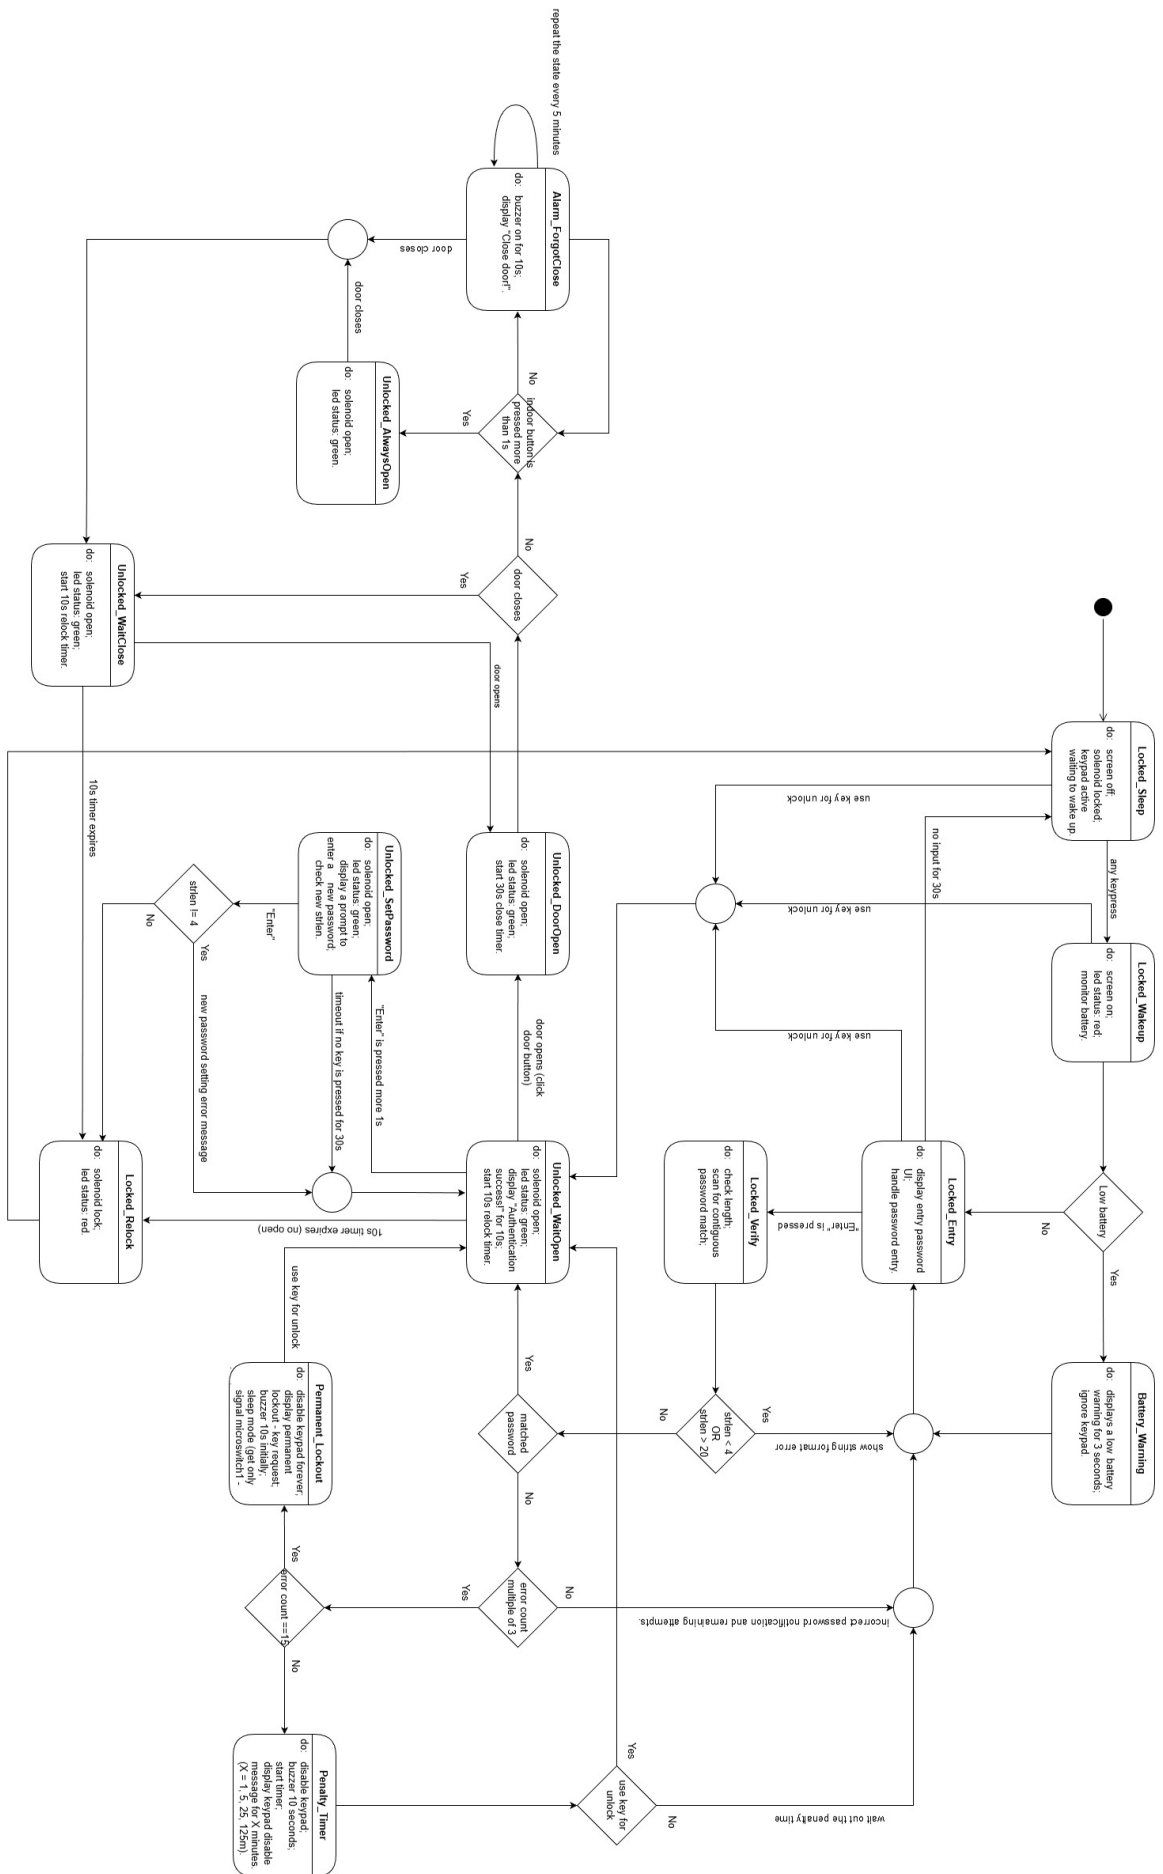 Locked_Sleep
do: screen off;
solenoid locked;
keypad active
waiting to wake up.
any keypress
Locked_Wakeup
do: screen on;
led status: red;
monitor battery.
Low battery
Yes
No
Battery_Warning
do: displays a low battery
warning for 3 seconds;
ignore keypad.
use key for unlock
use key for unlock
use key for unlock
no input for 30s
Locked_Entry
do: display entry password
UI;
handle password entry.
"Enter" is pressed
show string format error
Locked_Verify
do: check length;
scan for contiguous
password match;
strlen < 4
OR
strlen > 20
Yes
No
incorrect password notification and remaining attempts.
wait out the penalty time
repeat the state every 5 minutes
Alarm_ForgotClose
do: buzzer on for 10s;
display "Close door!".
No
indoor button is
pressed more
than 1s
Yes
No
door closes
Yes
door opens
Unlocked_DoorOpen
do: solenoid open;
led status: green;
start 30s close timer.
door opens (click
door button)
Unlocked_WaitOpen
do: solenoid open;
led status: green;
display "Authentication
success!" for 10s;
start 10s relock timer.
Yes
matched
password
No
error count
multiple of 3
No
Yes
use key for
unlock
Yes
No
door closes
door closes
Unlocked_AlwaysOpen
do: solenoid open;
led status: green.
Unlocked_SetPassword
do: solenoid open;
led status: green;
display a prompt to
enter a new password;
check new strlen.
"Enter" is pressed more 1s
timeout if no key is pressed for 30s
"Enter"
strlen != 4
Yes
No
new password setting error message
10s timer expires (no open)
use key for unlock
Permanent_Lockout
do: disable keypad forever;
display permanent
lockout - key request;
buzzer 10s initially;
sleep mode (get only
signal microswitch1 -
Yes
error count ==15
No
Penalty_Timer
do: disable keypad;
buzzer 10 seconds;
start timer;
display keypad disable
message for X minutes.
(X = 1, 5, 25, 125m).
Unlocked_WaitClose
do: solenoid open;
led status: green;
start 10s relock timer.
10s timer expires
Locked_Relock
do: solenoid lock;
led status: red.